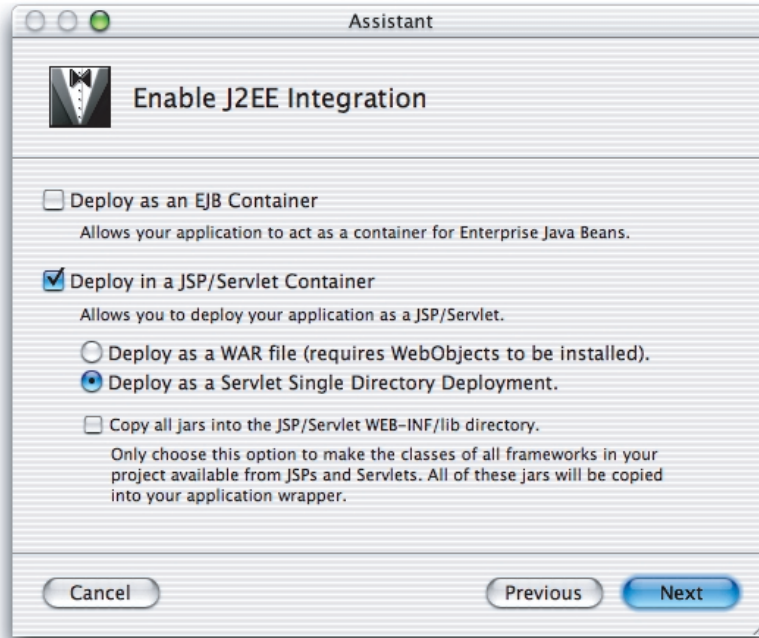 Assistant
Enable J2EE Integration
Deploy as an EJB Container
Allows your application to act as a container for Enterprise Java Beans.
Deploy in a JSP/Servlet Container
Allows you to deploy your application as a JSP/Servlet.
Deploy as a WAR file (requires WebObjects to be installed).
Deploy as a Servlet Single Directory Deployment.
Copy all jars into the JSP/Servlet WEB-INF/lib directory.
Only choose this option to make the classes of all frameworks in your
project available from JSPs and Servlets. All of these jars will be copied
into your application wrapper.
Cancel
Previous
Next